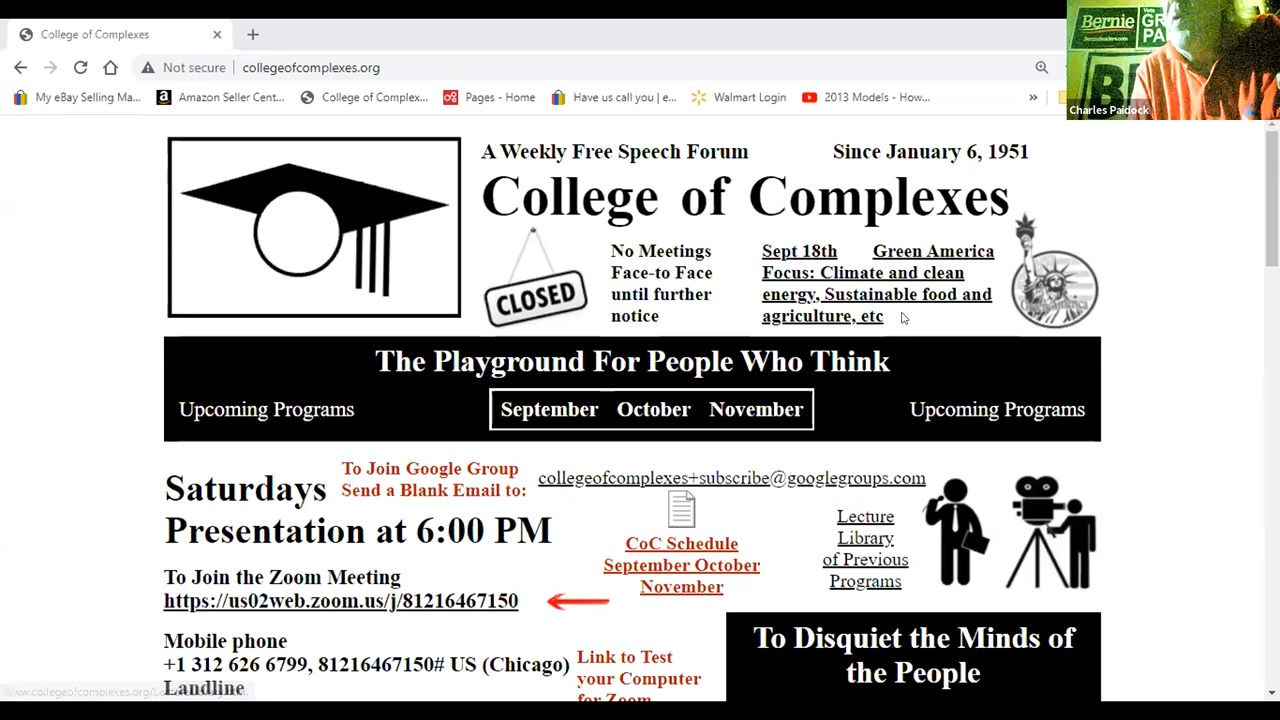 College of Complexes
Not secure
collegeofcomplexes.org
My eBay Selling Ma...
Amazon Seller Cent...
College of Complex...
Pages - Home
Have us call you | e...
Walmart Login
2013 Models - How...
»
Bernie
Vote
GR
PA
B
Charles Paidock
A Weekly Free Speech Forum
Since January 6, 1951
College of Complexes
CLOSED
No Meetings
Face-to Face
until further
notice
Sept 18th Green America
Focus: Climate and clean
energy, Sustainable food and
agriculture, etc
The Playground For People Who Think
Upcoming Programs
September October November
Upcoming Programs
Saturdays
Presentation at 6:00 PM
To Join Google Group
Send a Blank Email to:
collegeofcomplexes+subscribe@googlegroups.com
CoC Schedule
September October
November
Lecture
Library
of Previous
Programs
To Join the Zoom Meeting
https://us02web.zoom.us/j/81216467150
Mobile phone
+1 312 626 6799, 81216467150# US (Chicago)
Landline
Link to Test
your Computer
for Zoom
To Disquiet the Minds of
the People